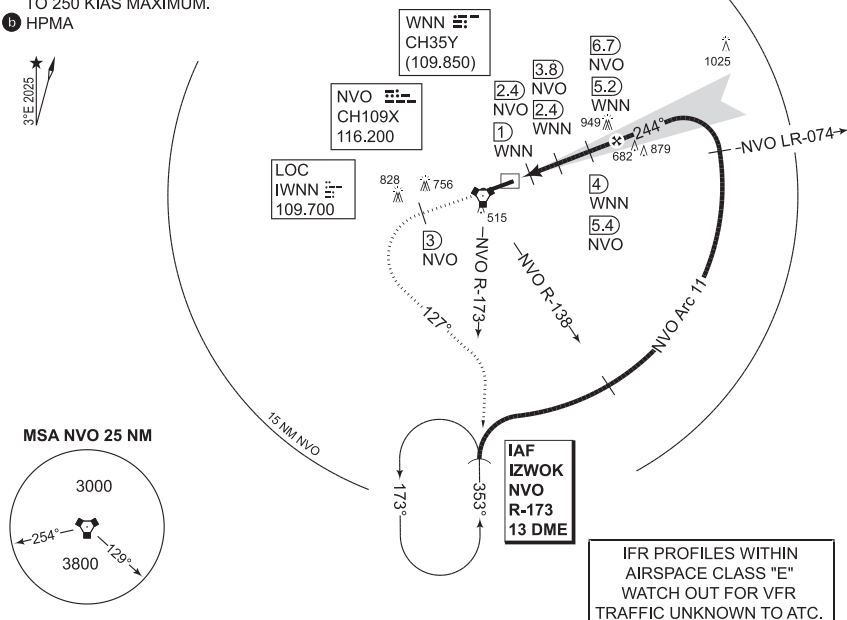 TO 250 KIAS MAXIMUM.
b HPMA
3°E 2025
WNN
CH35Y
(109.850)
NVO
CH109X
116.200
LOC
IWNN
109.700
2.4
NVO
1
WNN
3.8
NVO
2.4
WNN
6.7
NVO
5.2
WNN
949
1025
244°
682
879
NVO LR-074
4
WNN
5.4
NVO
828
756
515
3
NVO
NVO R-173
NVO R-138
127°
NVO Arc 11
15 NM NVO
173°
353°
IAF
IZWOK
NVO
R-173
13 DME
MSA NVO 25 NM
3000
254°
129°
3800
IFR PROFILES WITHIN
AIRSPACE CLASS "E"
WATCH OUT FOR VFR
TRAFFIC UNKNOWN TO ATC.